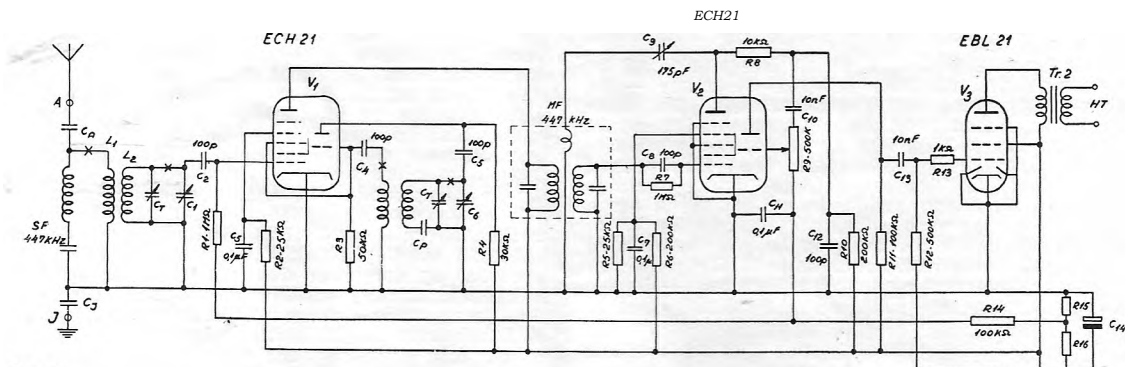 ECH21
ECH 21
EBL 21
A
CA
L1
L2
CT
C1
100p
C2
R1-1MΩ
SF
447KHz
CJ
J
V1
C5
0,1μF
R2-25KΩ
R3
50KΩ
100p
C4
100p
C5
CT
C6
CP
R4
30KΩ
MF
447 KHz
C9
175pF
10KΩ
R8
V2
10nF
C10
R9-500K
C8
100p
R7
1MΩ
R5-25KΩ
C7
0,1μ
R6-200KΩ
C11
0,1μF
C12
100p
R10
200KΩ
R11-100KΩ
R12-500KΩ
10nF
C13
1KΩ
R13
V3
Tr.2
HT
R14
100KΩ
R15
R16
C14